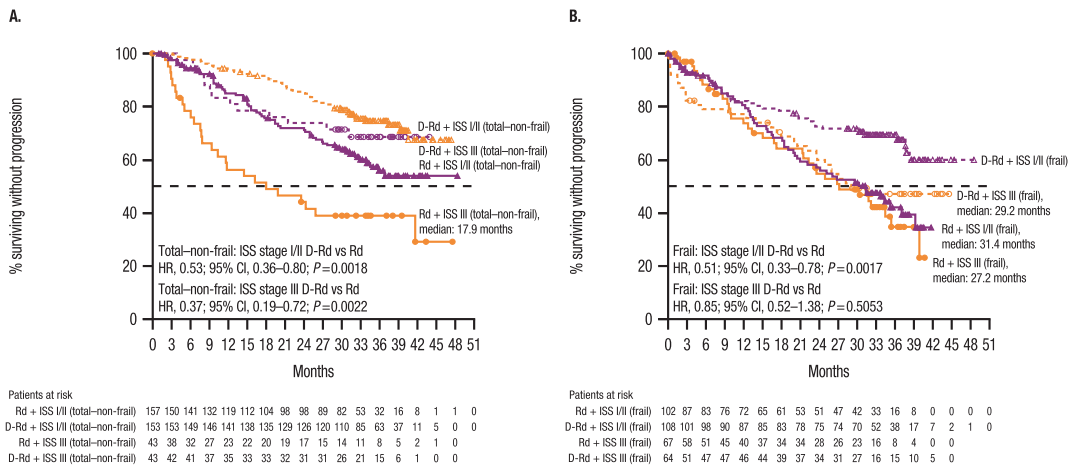 A.
% surviving without progression
100
80
60
40
20
0
0 3 6 9 12 15 18 21 24 27 30 33 36 39 42 45 48 51
Months
D-Rd + ISS I/II (total–non-frail)
D-Rd + ISS III (total–non-frail)
Rd + ISS I/II (total–non-frail)
Rd + ISS III (total–non-frail),
median: 17.9 months
Total–non-frail: ISS stage I/II D-Rd vs Rd
HR, 0.53; 95% CI, 0.36–0.80; P=0.0018
Total–non-frail: ISS stage III D-Rd vs Rd
HR, 0.37; 95% CI, 0.19–0.72; P=0.0022
Patients at risk
Rd + ISS I/II (total–non-frail) 157 150 141 132 119 112 104 98 98 89 82 53 32 16 8 1 1 0
D-Rd + ISS I/II (total–non-frail) 153 153 149 146 141 138 135 129 126 120 110 85 63 37 11 5 0 0
Rd + ISS III (total–non-frail) 43 38 32 27 23 22 20 19 17 15 14 11 8 5 2 1 0
D-Rd + ISS III (total–non-frail) 43 42 41 37 35 33 33 32 31 31 26 21 15 6 1 0 0
B.
% surviving without progression
100
80
60
40
20
0
0 3 6 9 12 15 18 21 24 27 30 33 36 39 42 45 48 51
Months
D-Rd + ISS I/II (frail)
D-Rd + ISS III (frail),
median: 29.2 months
Rd + ISS I/II (frail),
median: 31.4 months
Rd + ISS III (frail)
median: 27.2 months
Frail: ISS stage I/II D-Rd vs Rd
HR, 0.51; 95% CI, 0.33–0.78; P=0.0017
Frail: ISS stage III D-Rd vs Rd
HR, 0.85; 95% CI, 0.52–1.38; P=0.5053
Patients at risk
Rd + ISS I/II (frail) 102 87 83 76 72 65 61 53 51 47 42 33 16 8 0 0 0 0
D-Rd + ISS I/II (frail) 108 101 98 90 87 85 83 78 75 74 70 52 38 17 7 2 1 0
Rd + ISS III (frail) 67 58 51 45 40 37 34 34 28 26 23 16 8 4 0 0
D-Rd + ISS III (frail) 64 51 47 47 46 44 39 37 34 31 27 16 15 10 5 0